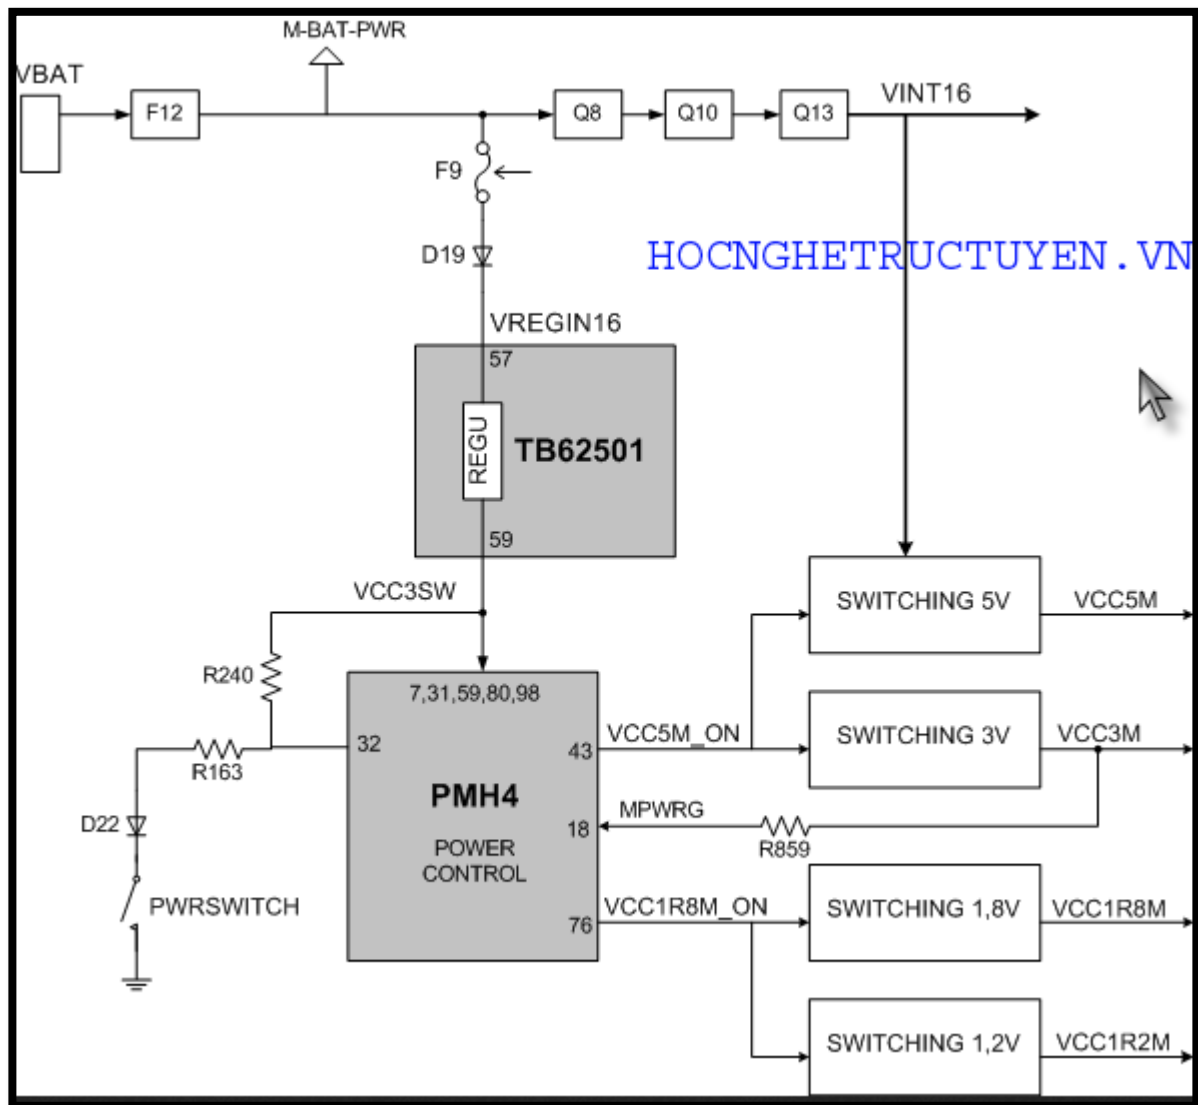 M-BAT-PWR
VBAT
F12
Q8
Q10
Q13
VINT16
F9
D19
HOCNGHETRUCTUYEN.VN
VREGIN16
57
REGU
TB62501
59
VCC3SW
SWITCHING 5V
VCC5M
R240
7,31,59,80,98
32
43
VCC5M_ON
SWITCHING 3V
VCC3M
R163
PMH4
D22
18
MPWRG
R859
POWER
CONTROL
PWRSWITCH
76
VCC1R8M_ON
SWITCHING 1,8V
VCC1R8M
SWITCHING 1,2V
VCC1R2M